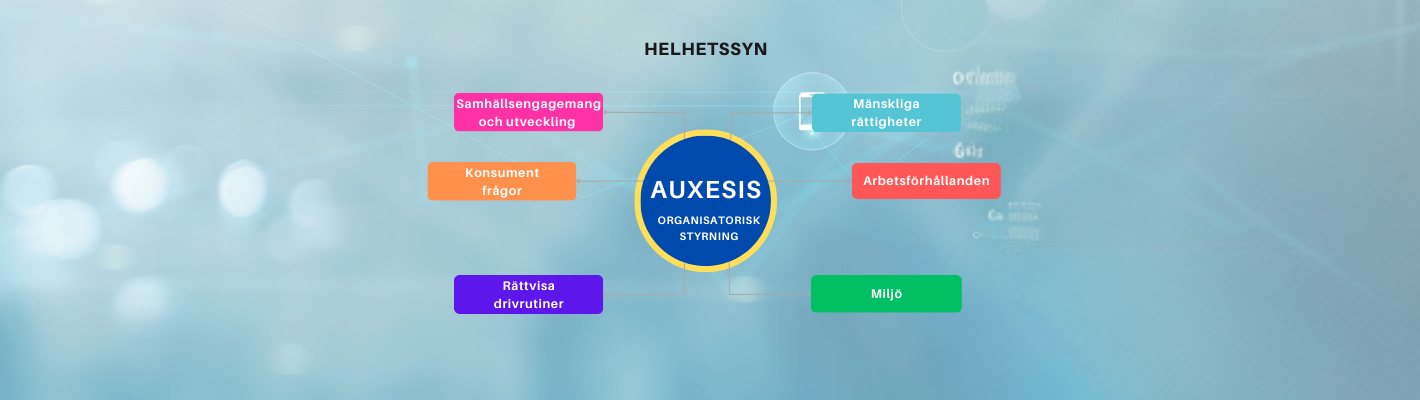 HELHETSSYN
Samhällsengagemang
och utveckling
Mänskliga
rättigheter
Konsument
frågor
Arbetsförhållanden
AUXESIS
ORGANISATORISK
STYRNING
Rättvisa
drivrutiner
Miljö